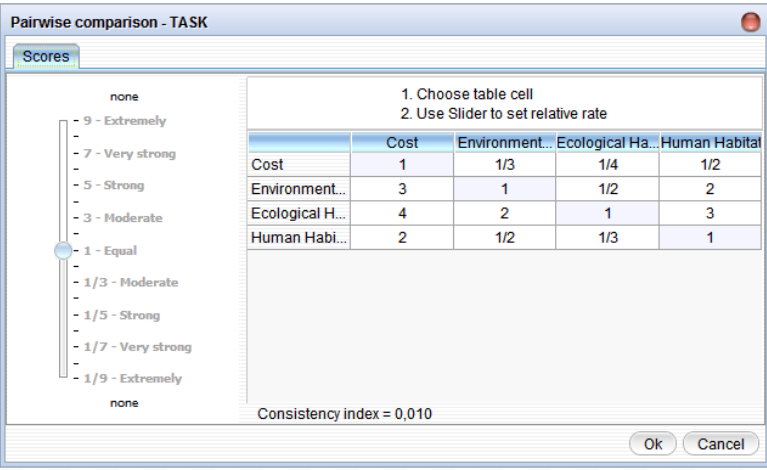 Pairwise comparison - TASK
Scores
none
9 - Extremely
7 - Very strong
5 - Strong
3 - Moderate
1 - Equal
1/3 - Moderate
1/5 - Strong
1/7 - Very strong
1/9 - Extremely
none
1. Choose table cell
2. Use Slider to set relative rate
Cost Environment... Ecological Ha... Human Habitat
Cost 1 1/3 1/4 1/2
Environment... 3 1 1/2 2
Ecological H... 4 2 1 3
Human Habi... 2 1/2 1/3 1
Consistency index = 0,010
Ok Cancel